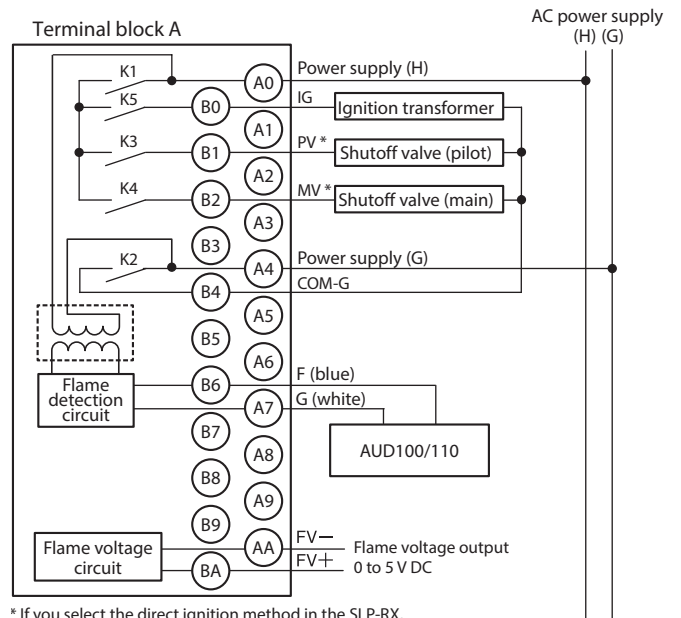 AC power supply
Terminal block A
(H) (G)
K1
A0
Power supply (H)
K5
B0
IG
Ignition transformer
A1
K3
B1
PV *
Shutoff valve (pilot)
A2
K4
B2
MV *
Shutoff valve (main)
A3
B3
K2
A4
Power supply (G)
B4
COM-G
A5
B5
A6
F (blue)
Flame
detection
circuit
B6
G (white)
A7
B7
AUD100/110
A8
B8
A9
B9
FV−
Flame voltage
circuit
AA
Flame voltage output
0 to 5 V DC
FV+
BA
* If you select the direct ignition method in the SLP-RX,